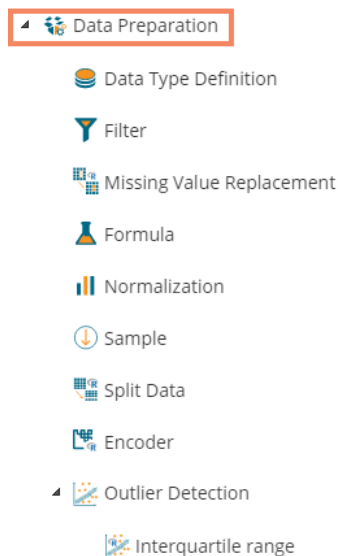 Data Preparation
Data Type Definition
Filter
Missing Value Replacement
Formula
Normalization
Sample
Split Data
Encoder
Outlier Detection
Interquartile range